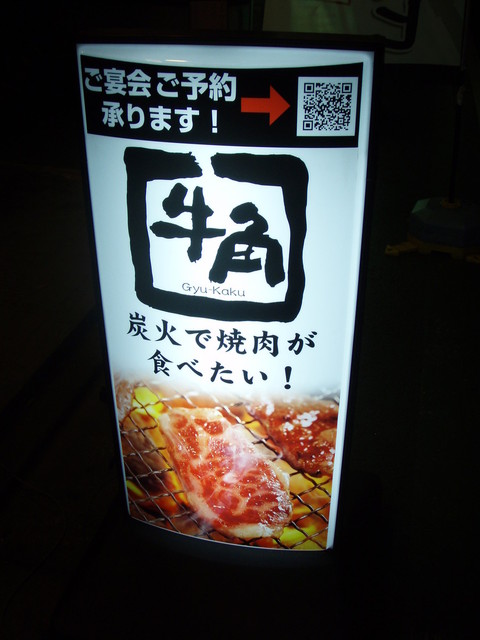 ご宴会ご予約
承ります！
牛角
Gyu-Kaku
炭火で焼肉が
食べたい！